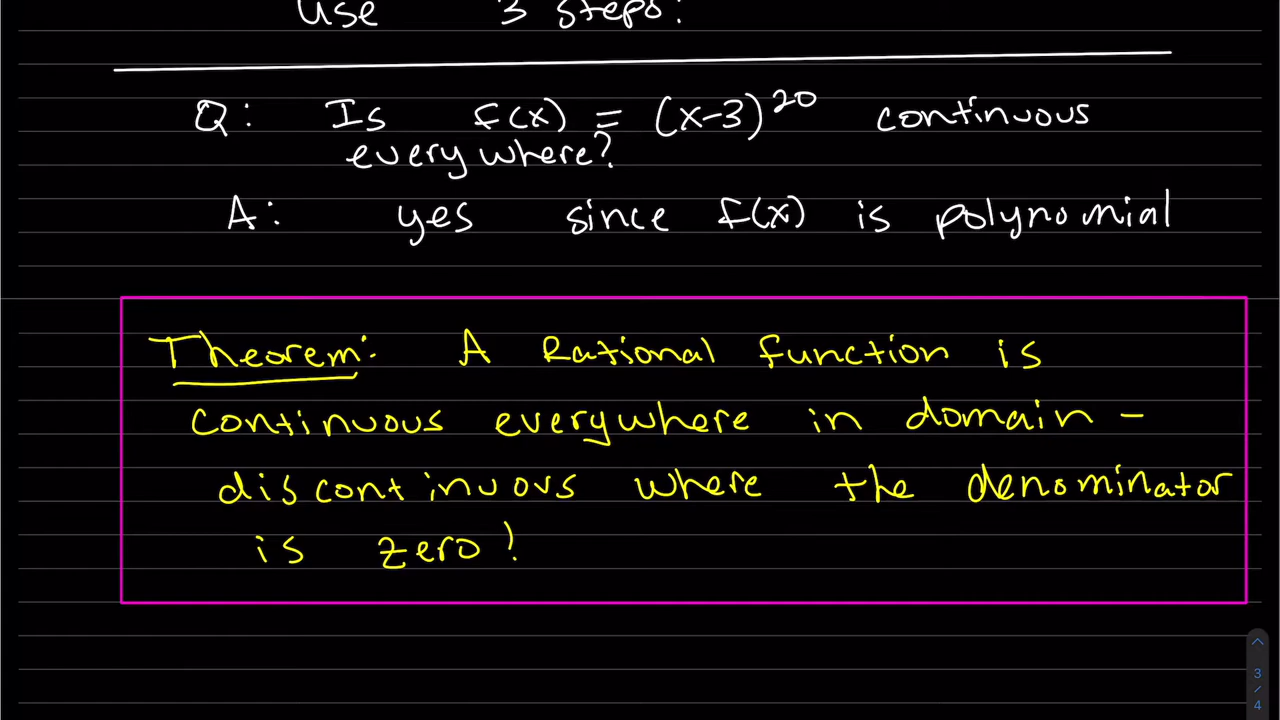 Use 3 steps:
Q: Is f(x) = (x-3)^20 continuous
everywhere?
A: yes since f(x) is polynomial
Theorem: A Rational function is
continuous everywhere in domain -
discontinuous where the denominator
is zero!
3
/
4